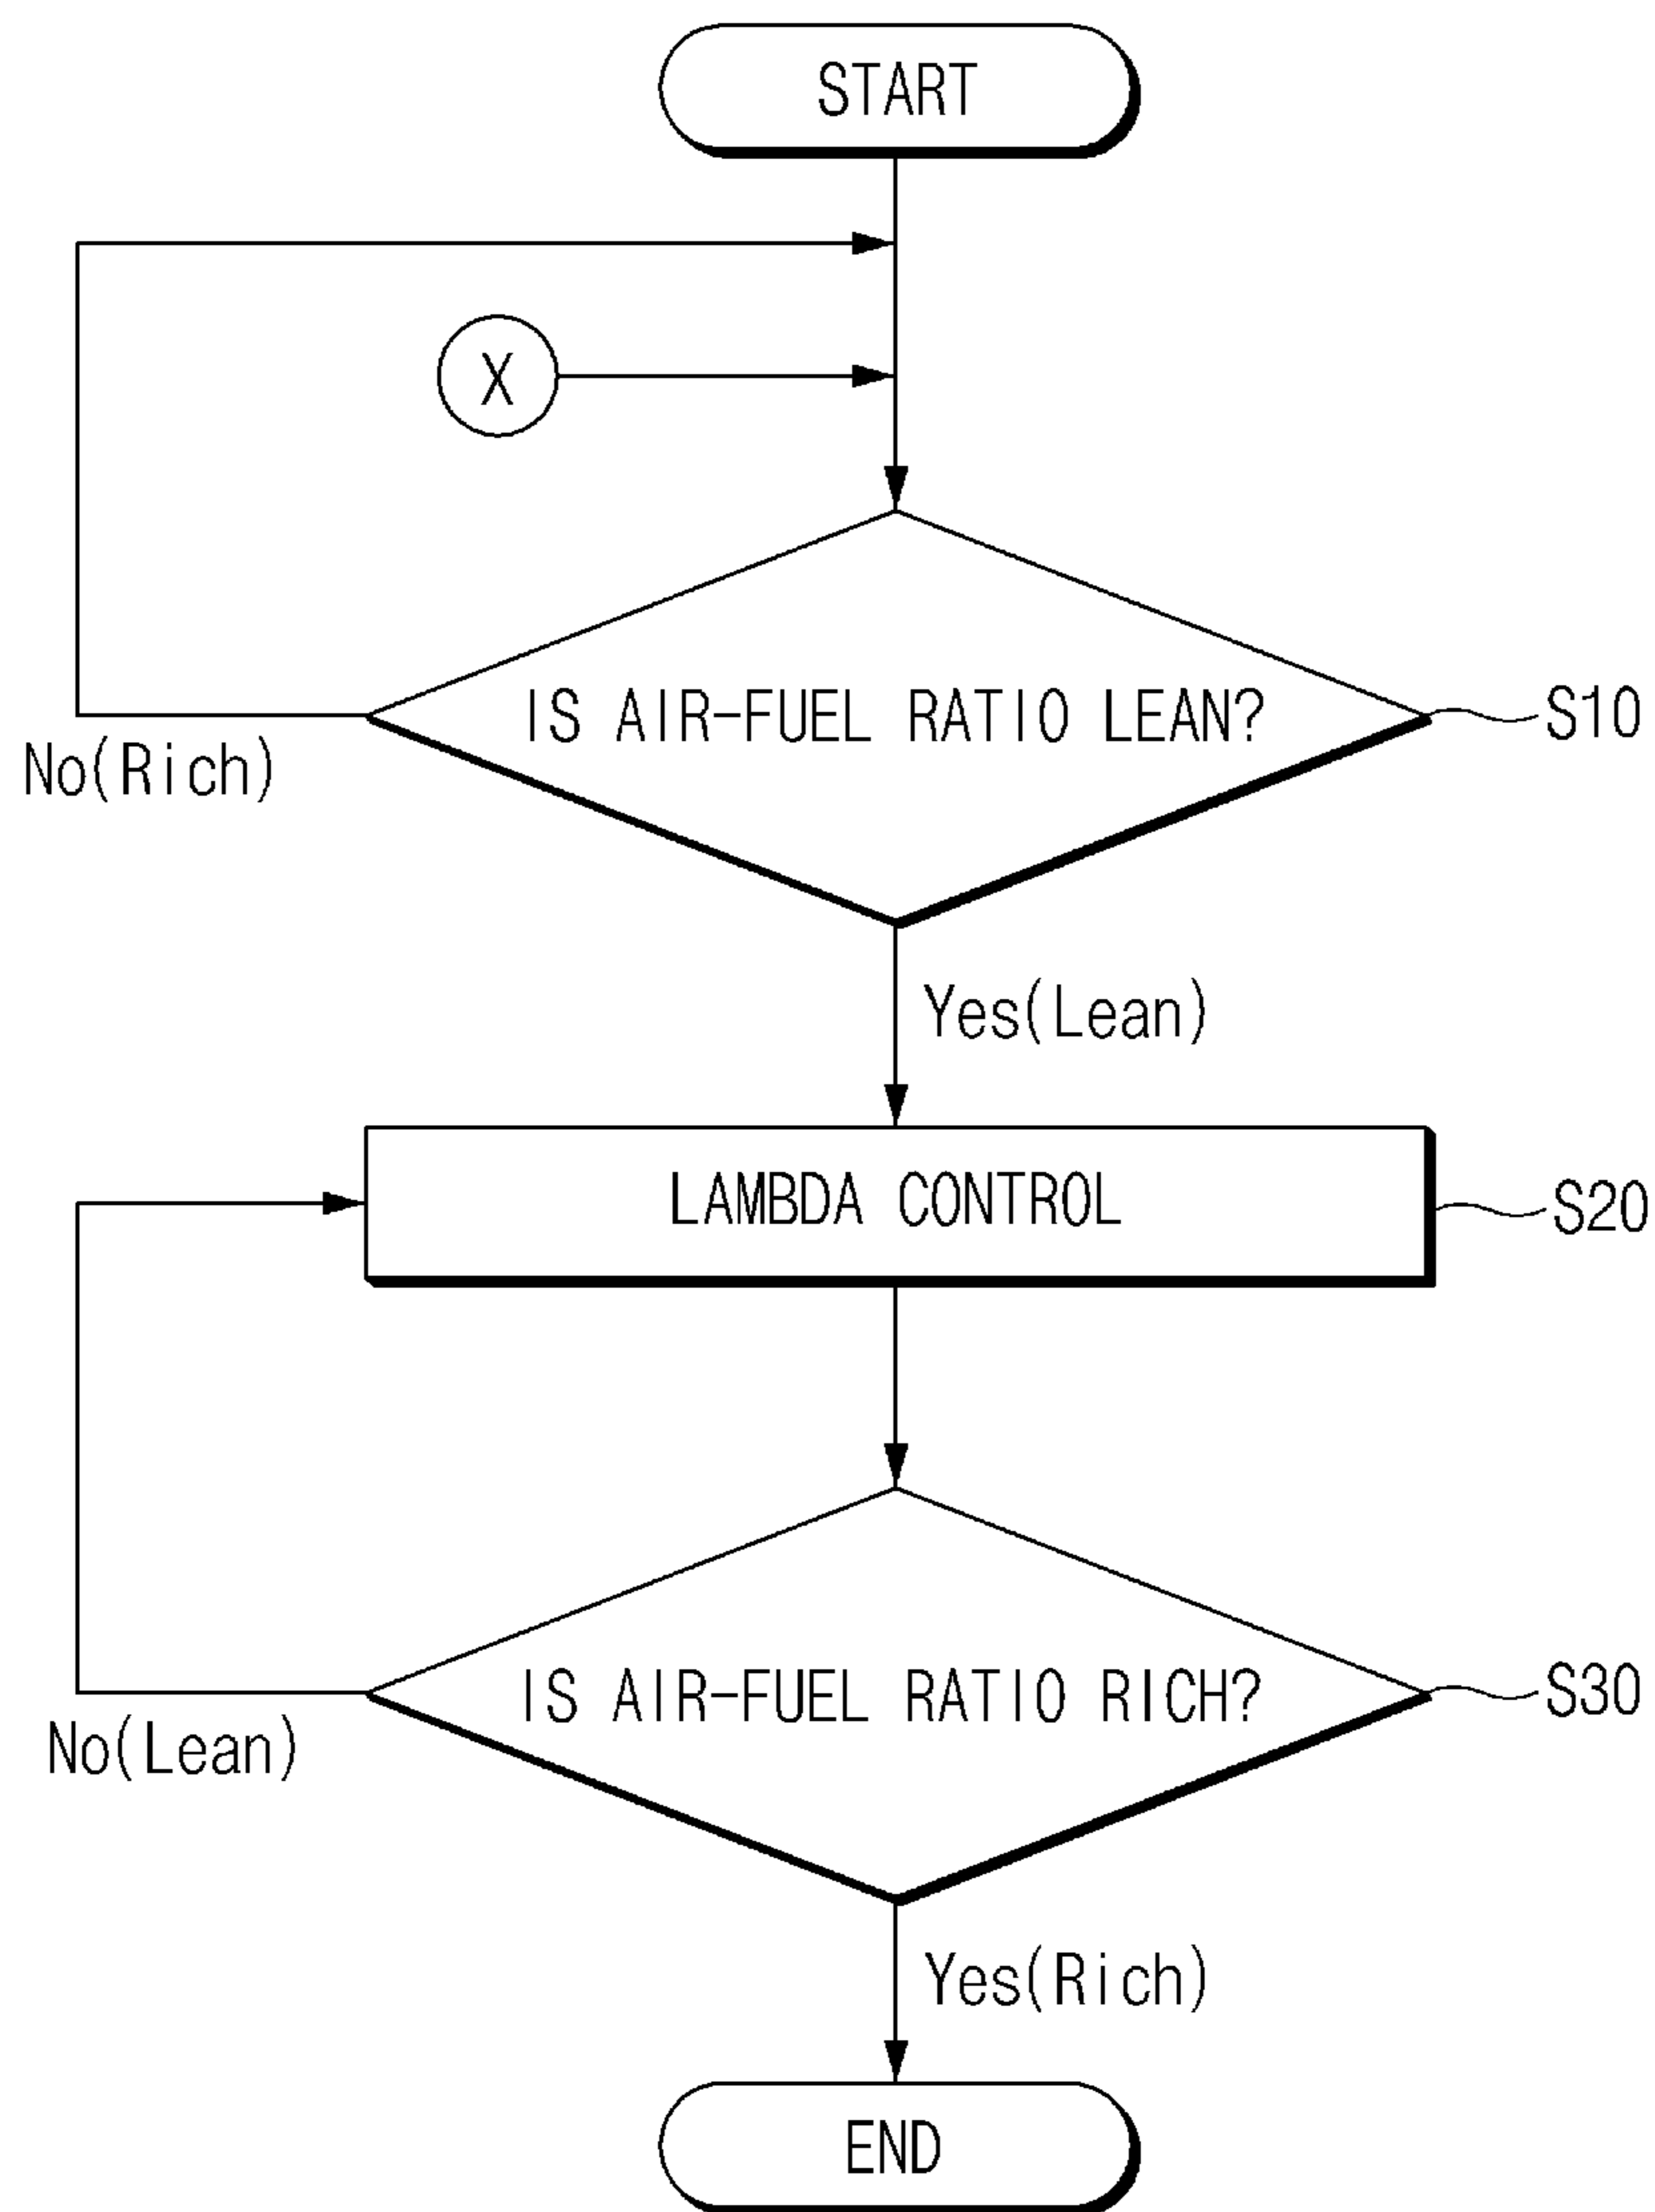 START
X
IS AIR-FUEL RATIO LEAN?
S10
No(Rich)
Yes(Lean)
LAMBDA CONTROL
S20
IS AIR-FUEL RATIO RICH?
S30
No(Lean)
Yes(Rich)
END